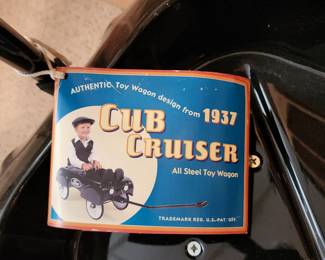 AUTHENTIC Toy Wagon design from 1937
CUB
CRUISER
All Steel Toy Wagon
TRADEMARK REG. U.S. PAT. OFF.